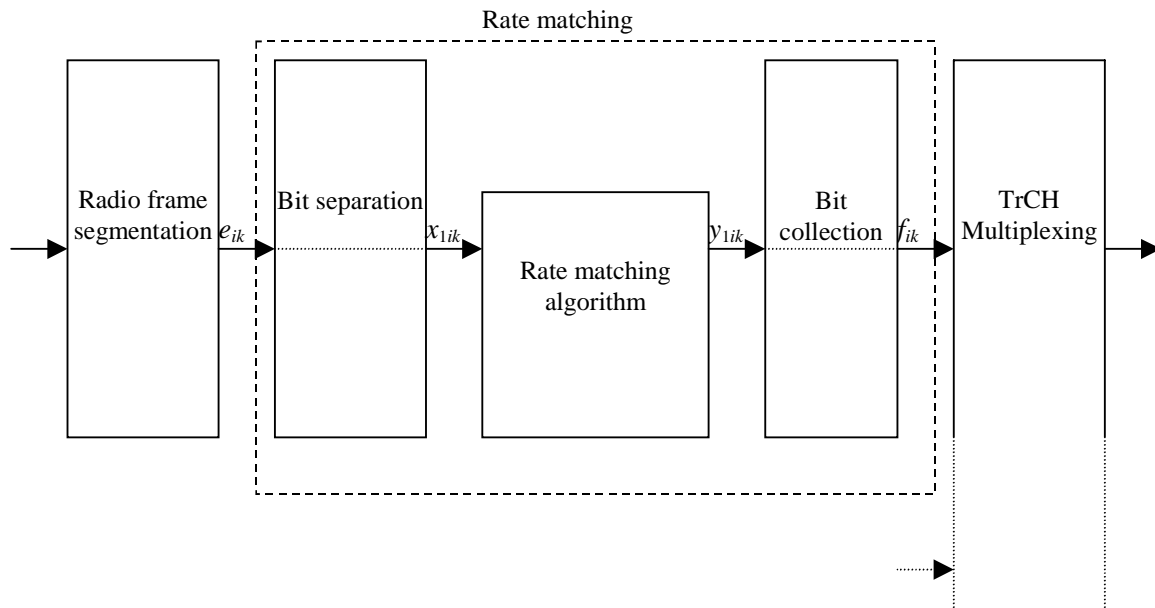 Rate matching
Radio frame
segmentation
e_ik
Bit separation
x_1ik
Rate matching
algorithm
y_1ik
Bit
collection
f_ik
TrCH
Multiplexing